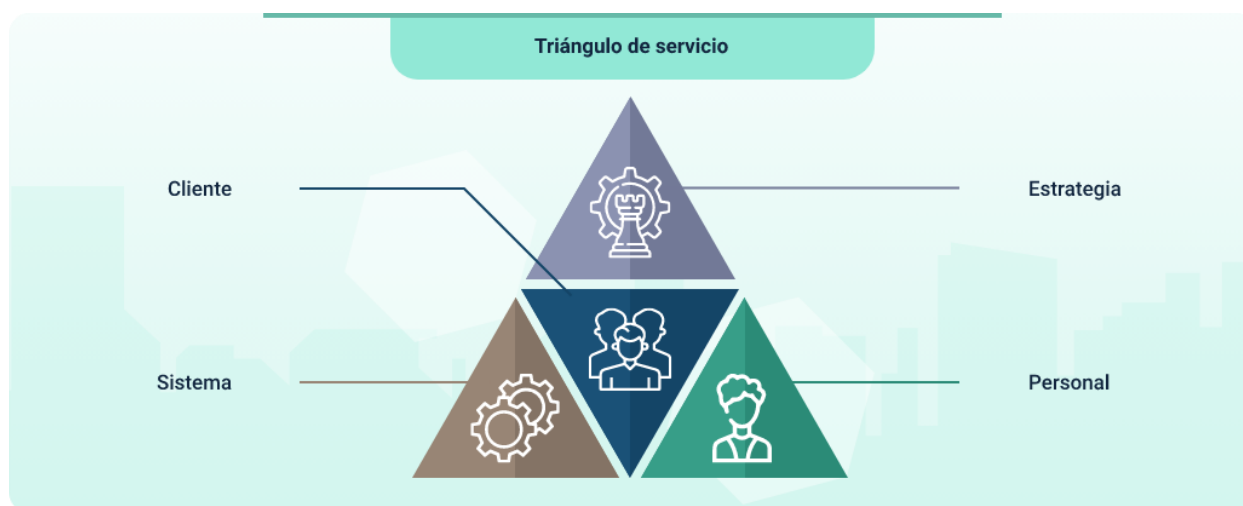 Triángulo de servicio
Cliente
Estrategia
Sistema
Personal